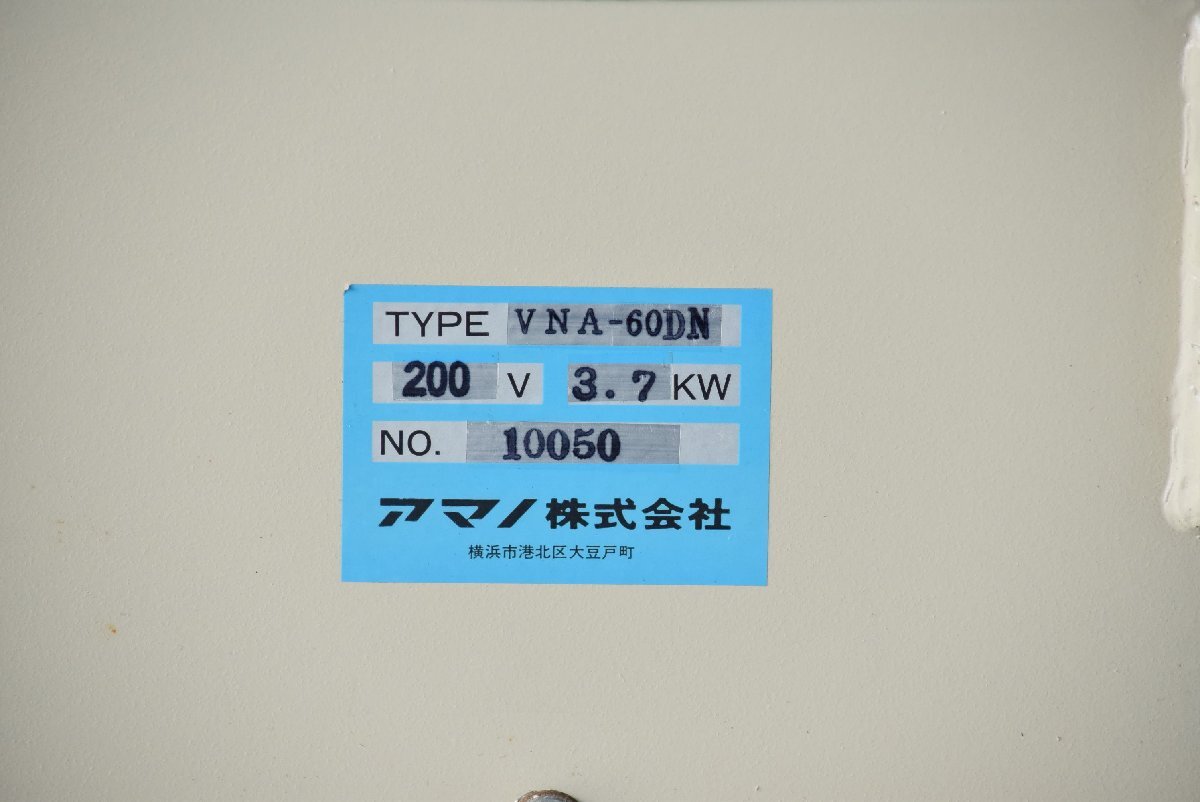 TYPE VNA-60DN
200 V 3.7 KW
NO. 10050
アマノ株式会社
横浜市港北区大豆戸町